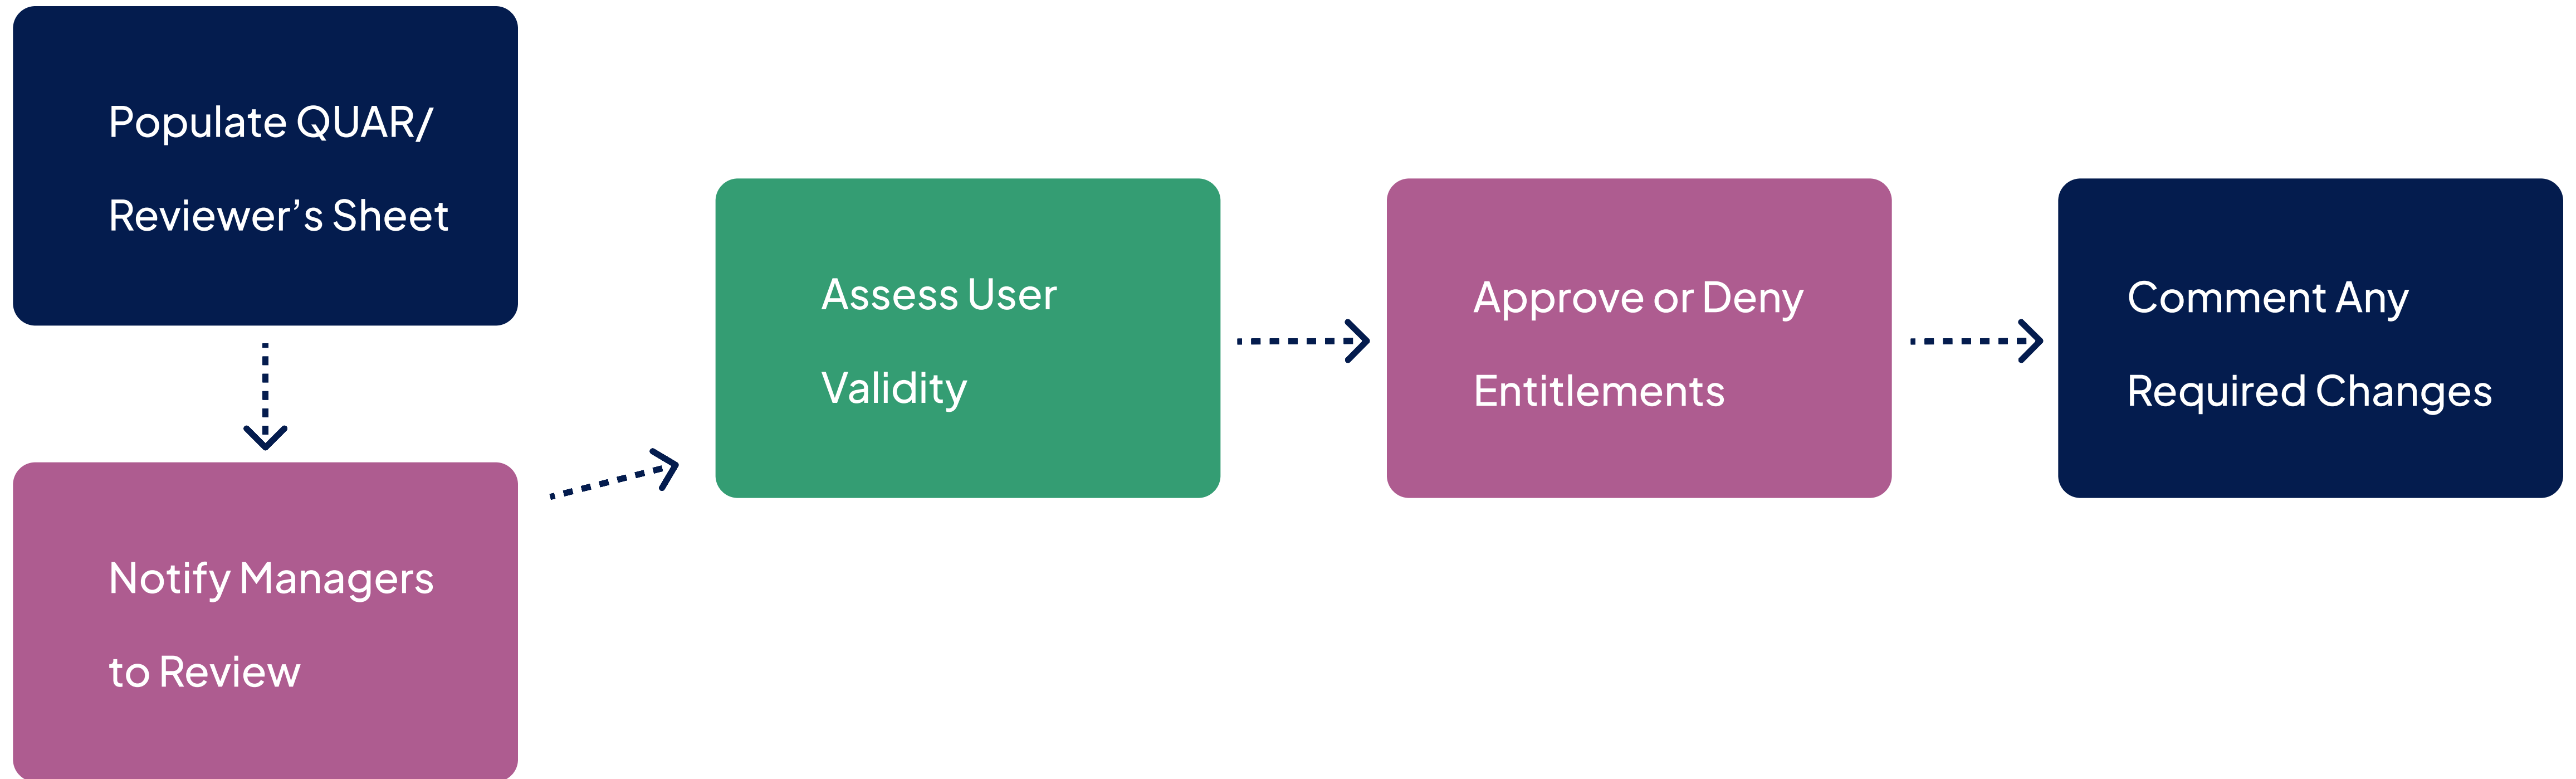 Populate QUAR/
Reviewer’s Sheet
Notify Managers
to Review
Assess User
Validity
Approve or Deny
Entitlements
Comment Any
Required Changes